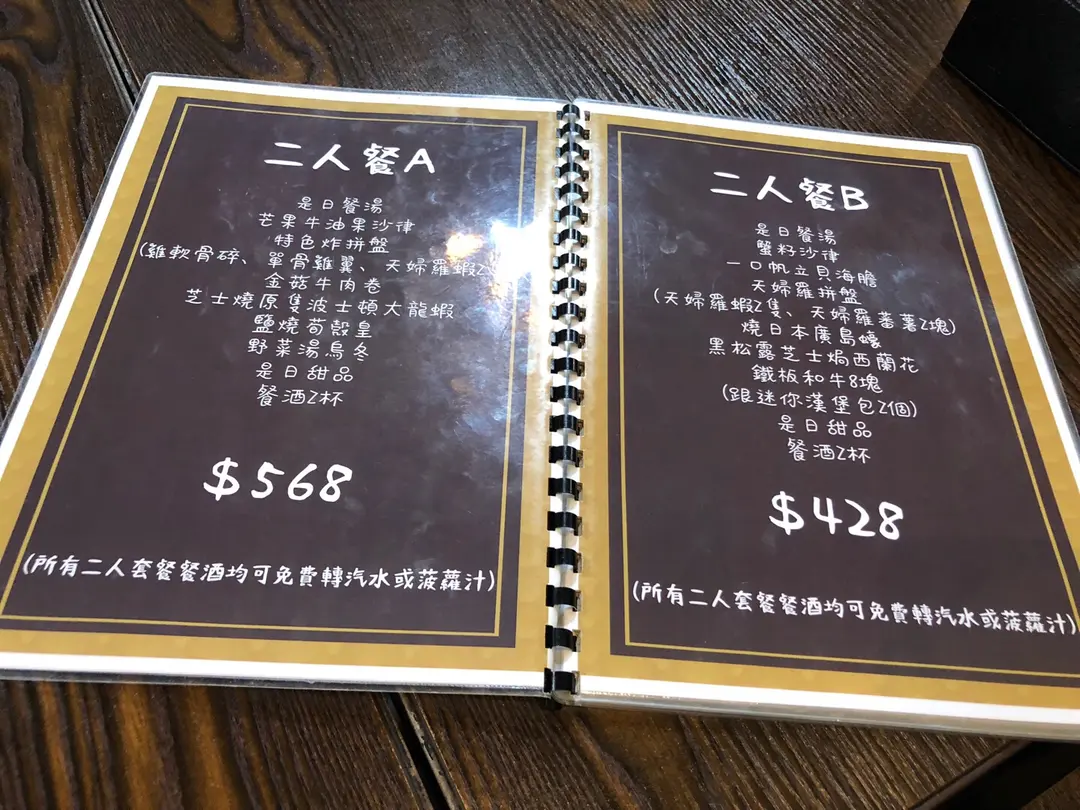 二人餐A
是日餐湯
芒果牛油果沙律
特色炸拼盤
(雞軟骨碎、單骨雞翼、天婦羅蝦2
金菇牛肉卷
芝士燒原隻波士頓大龍蝦
鹽燒荀殼皇
野菜湯烏冬
是日甜品
餐酒2杯
$568
(所有二人套餐餐酒均可免費轉汽水或菠蘿汁)
二人餐B
是日餐湯
蟹籽沙律
一口帆立貝海膽
天婦羅拼盤
(天婦羅蝦2隻、天婦羅蕃薯2塊)
燒日本廣島蠔
黑松露芝士焗西蘭花
鐵板和牛8塊
(跟迷你漢堡包2個)
是日甜品
餐酒2杯
$428
(所有二人套餐餐酒均可免費轉汽水或菠蘿汁)